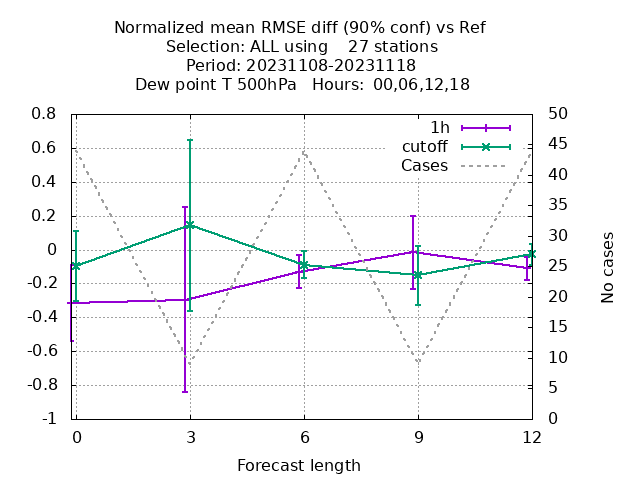 Normalized mean RMSE diff (90% conf) vs Ref
Selection: ALL using    27 stations
Period: 20231108-20231118
Dew point T 500hPa   Hours:  00,06,12,18
0.8
0.6
0.4
0.2
0
-0.2
-0.4
-0.6
-0.8
-1
1h
cutoff
Cases
50
45
40
35
30
25
20
15
10
5
0
No cases
0 3 6 9 12
Forecast length